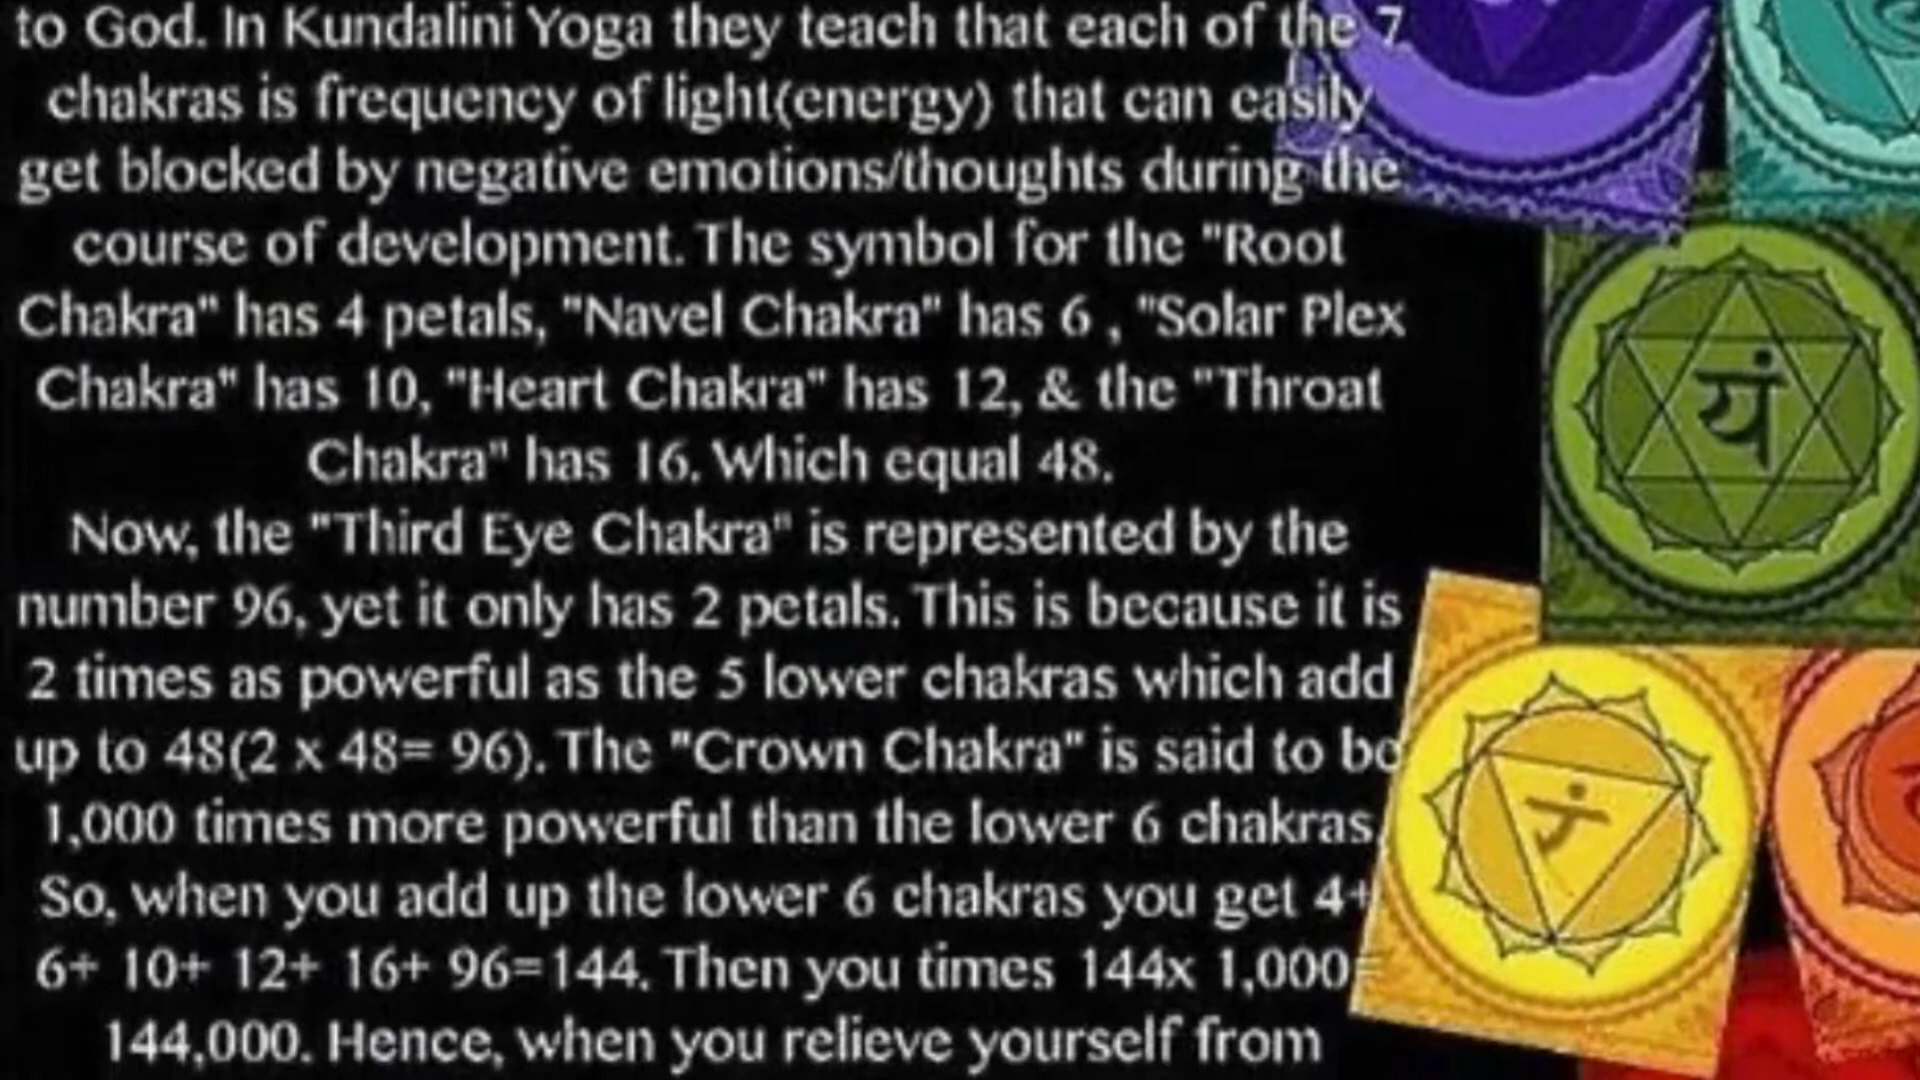 to God. In Kundalini Yoga they teach that each of the 7
chakras is frequency of light(energy) that can easily
get blocked by negative emotions/thoughts during the
course of development. The symbol for the "Root
Chakra" has 4 petals, "Navel Chakra" has 6 , "Solar Plex
Chakra" has 10, "Heart Chakra" has 12, & the "Throat
Chakra" has 16. Which equal 48.
Now, the "Third Eye Chakra" is represented by the
number 96, yet it only has 2 petals. This is because it is
2 times as powerful as the 5 lower chakras which add
up to 48(2 x 48= 96). The "Crown Chakra" is said to be
1,000 times more powerful than the lower 6 chakras.
So, when you add up the lower 6 chakras you get 4+
6+ 10+ 12+ 16+ 96=144. Then you times 144x 1,000=
144,000. Hence, when you relieve yourself from
यं